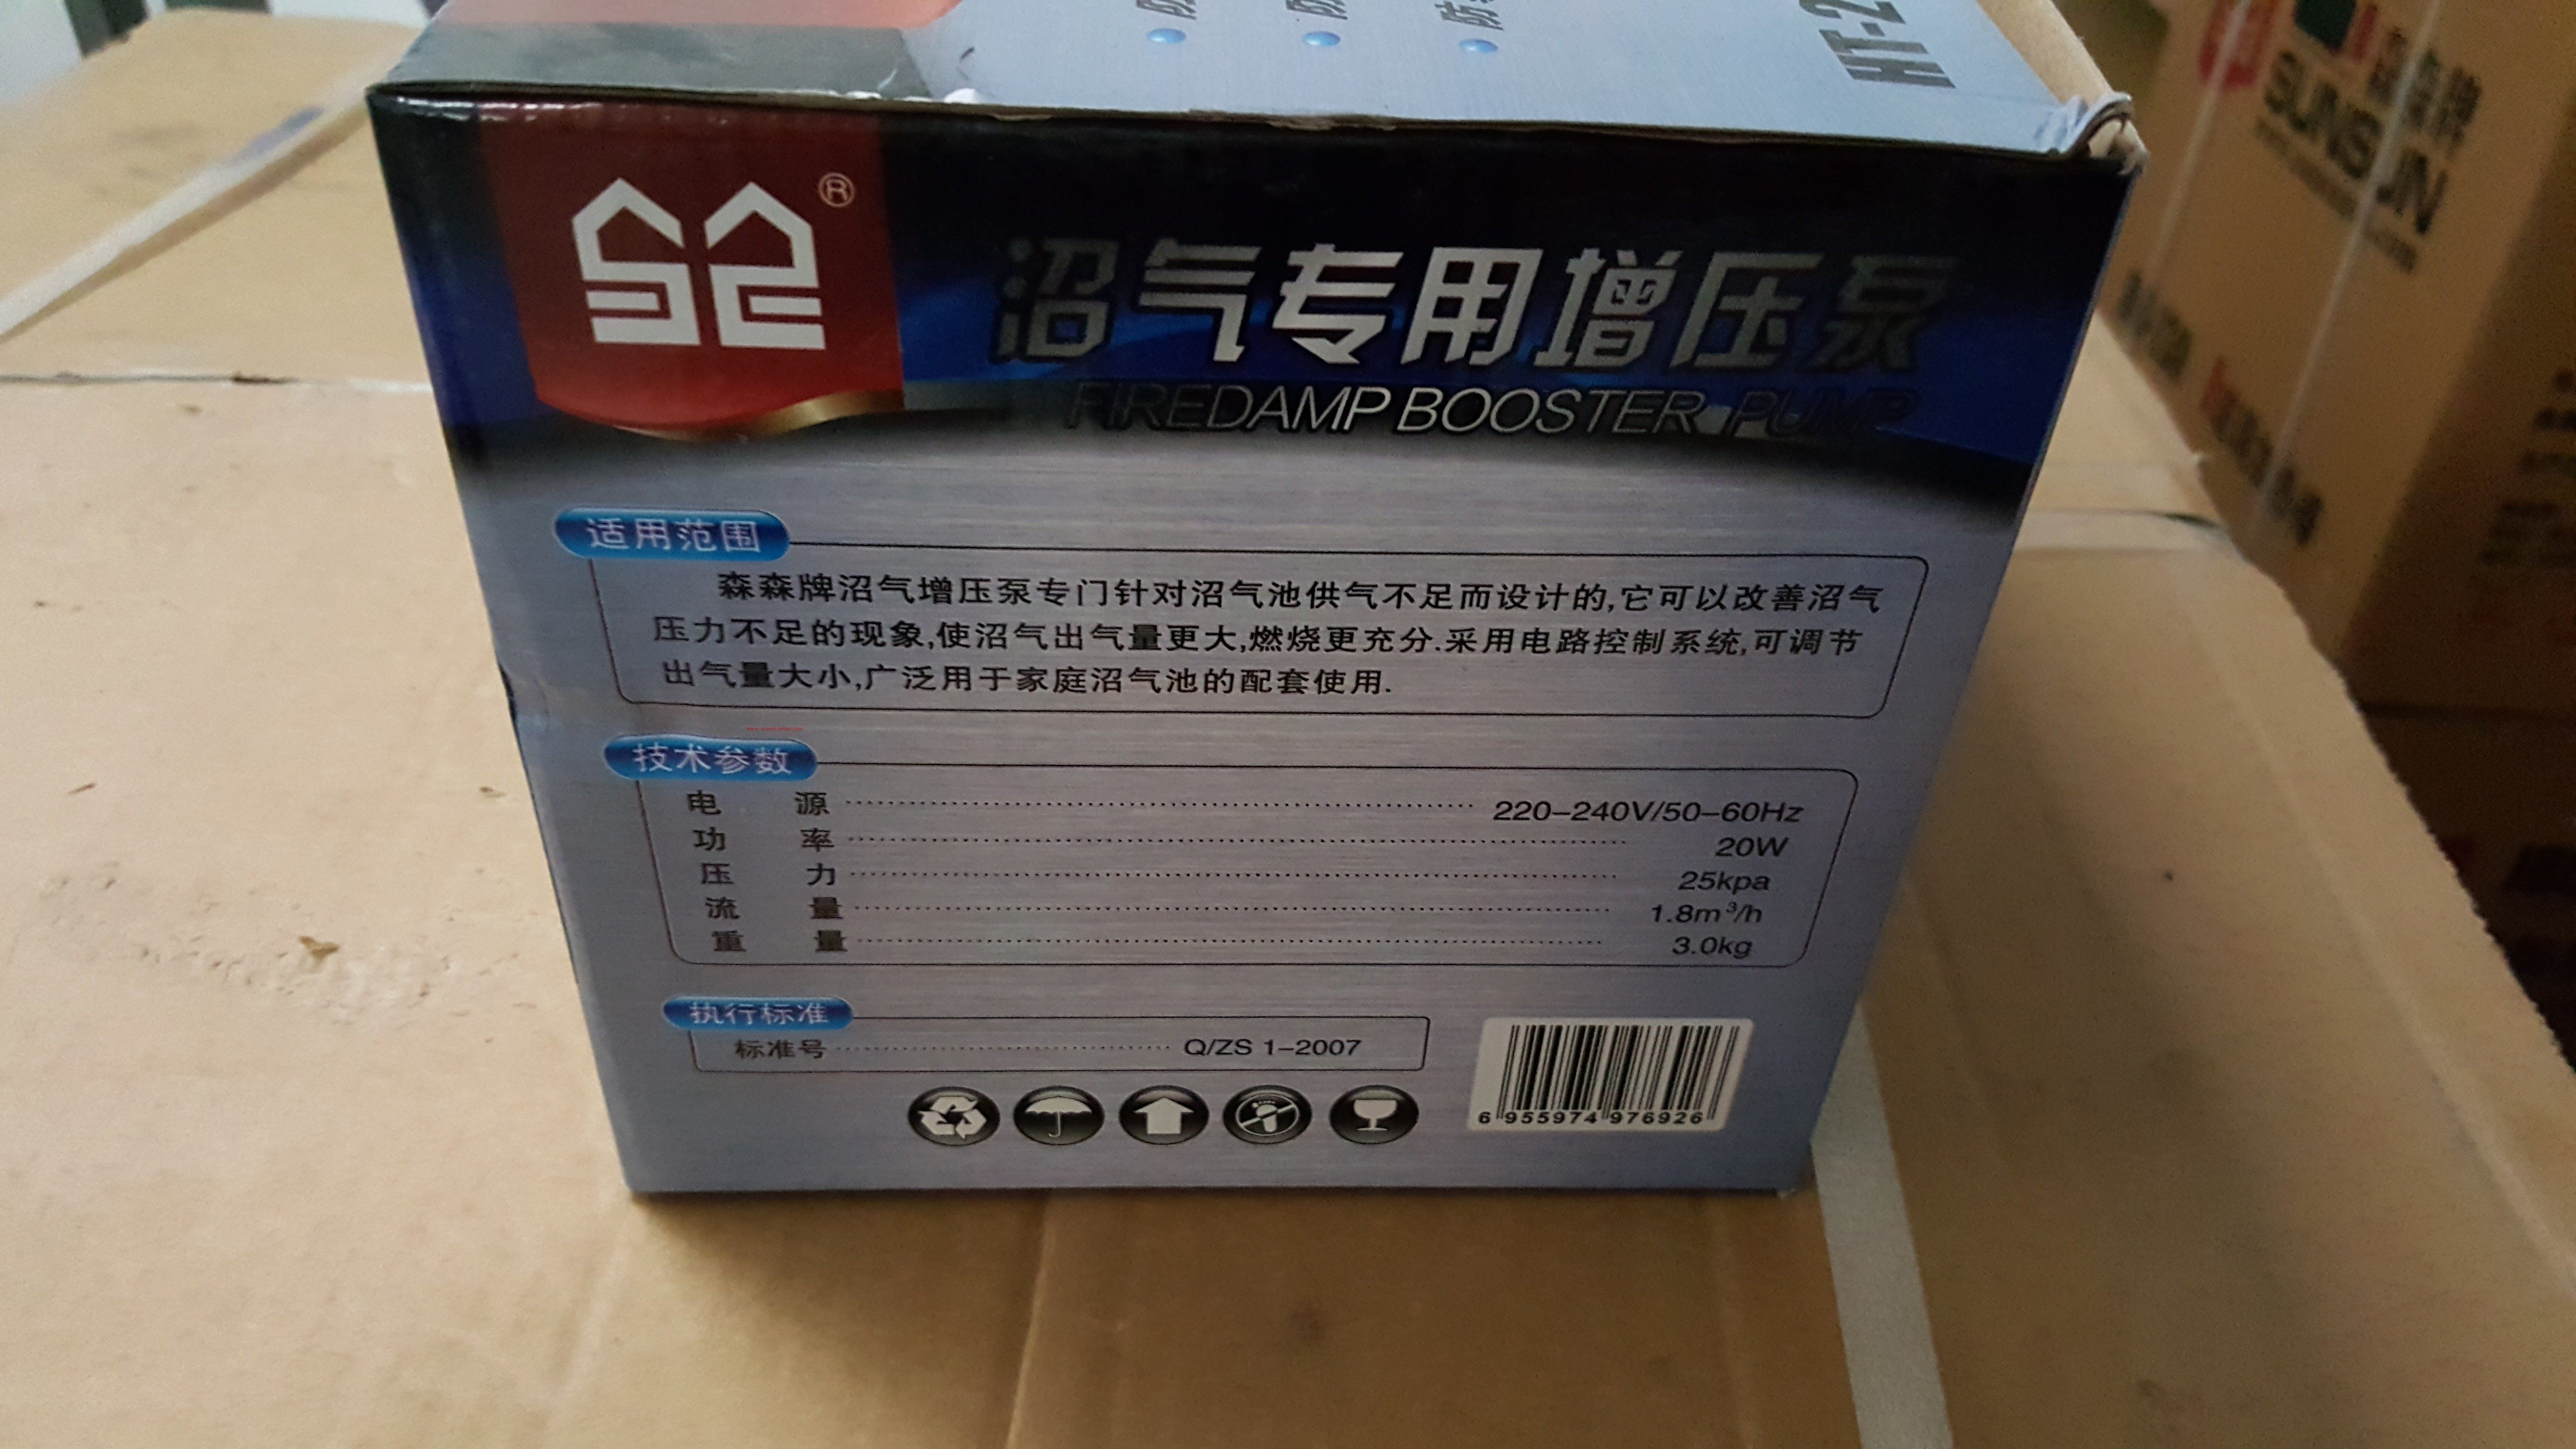 HT-2
®
沼气专用增压泵
FIREDAMP BOOSTER PUMP
适用范围
森森牌沼气增压泵专门针对沼气池供气不足而设计的,它可以改善沼气
压力不足的现象,使沼气出气量更大,燃烧更充分.采用电路控制系统,可调节
出气量大小,广泛用于家庭沼气池的配套使用.
技术参数
电 源 220-240V/50-60Hz
功 率 20W
压 力 25kpa
流 量 1.8m³/h
重 量 3.0kg
执行标准
标准号 Q/ZS 1-2007
6 955974 976926
森森牌
SUNSUN